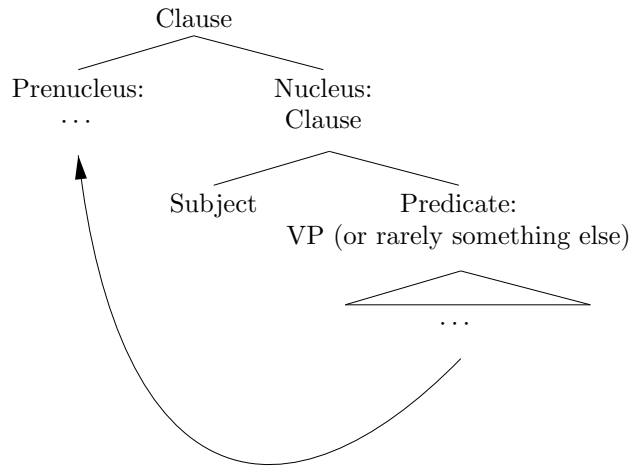 Clause
Prenucleus:
...
Nucleus:
Clause
Subject
Predicate:
VP (or rarely something else)
...